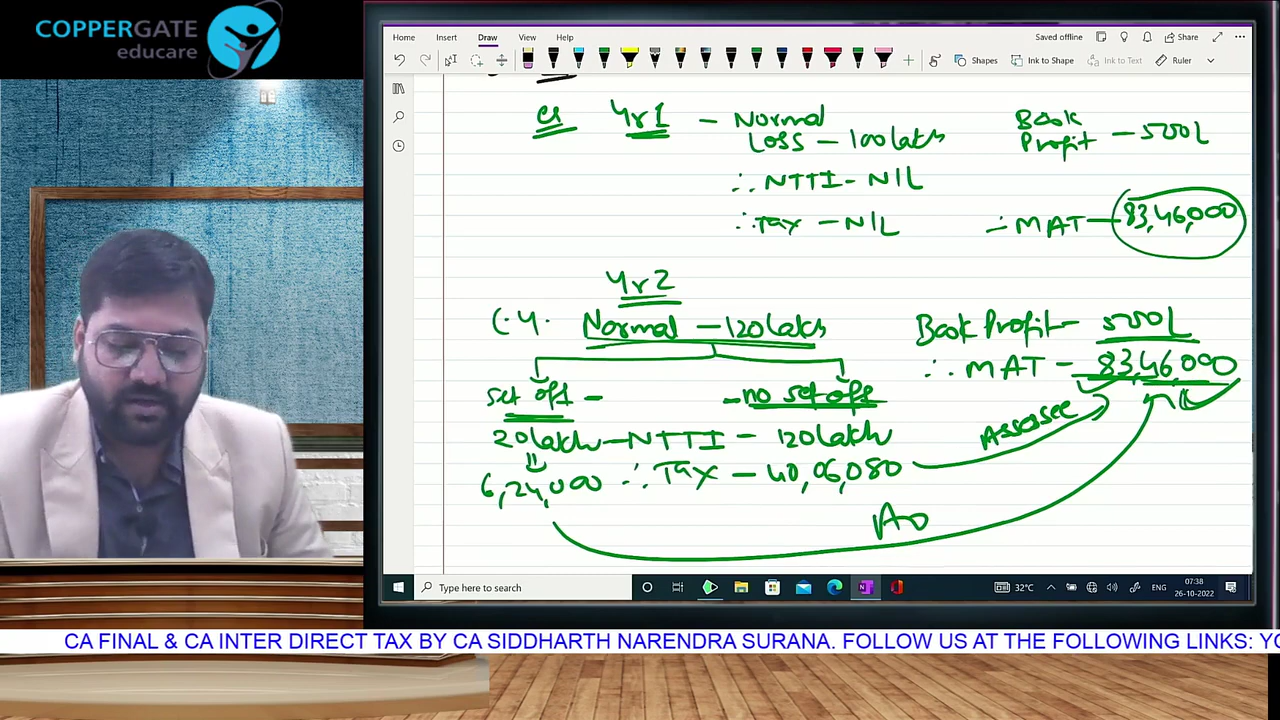 COPPERGATE
educare
Home Insert Draw View Help
Saved offline
Share
Shapes
Ink to Shape
Ink to Text
Ruler
eg Yr1 - Normal Loss - 100 lakhs
∴ NTTI - NIL
∴ Tax - NIL
Book Profit - 500L
∴ MAT - 83,46,000
Yr2
C.Y. Normal - 120 lakhs
Book Profit - 500L
∴ MAT - 83,46,000
set off -
- no set off
20 lakh - NTTI - 120 lakh
6,24,000 ∴ Tax - 40,06,080
Assessee
AO
Type here to search
32°C
ENG
07:38
26-10-2022
CA FINAL & CA INTER DIRECT TAX BY CA SIDDHARTH NARENDRA SURANA. FOLLOW US AT THE FOLLOWING LINKS: YO